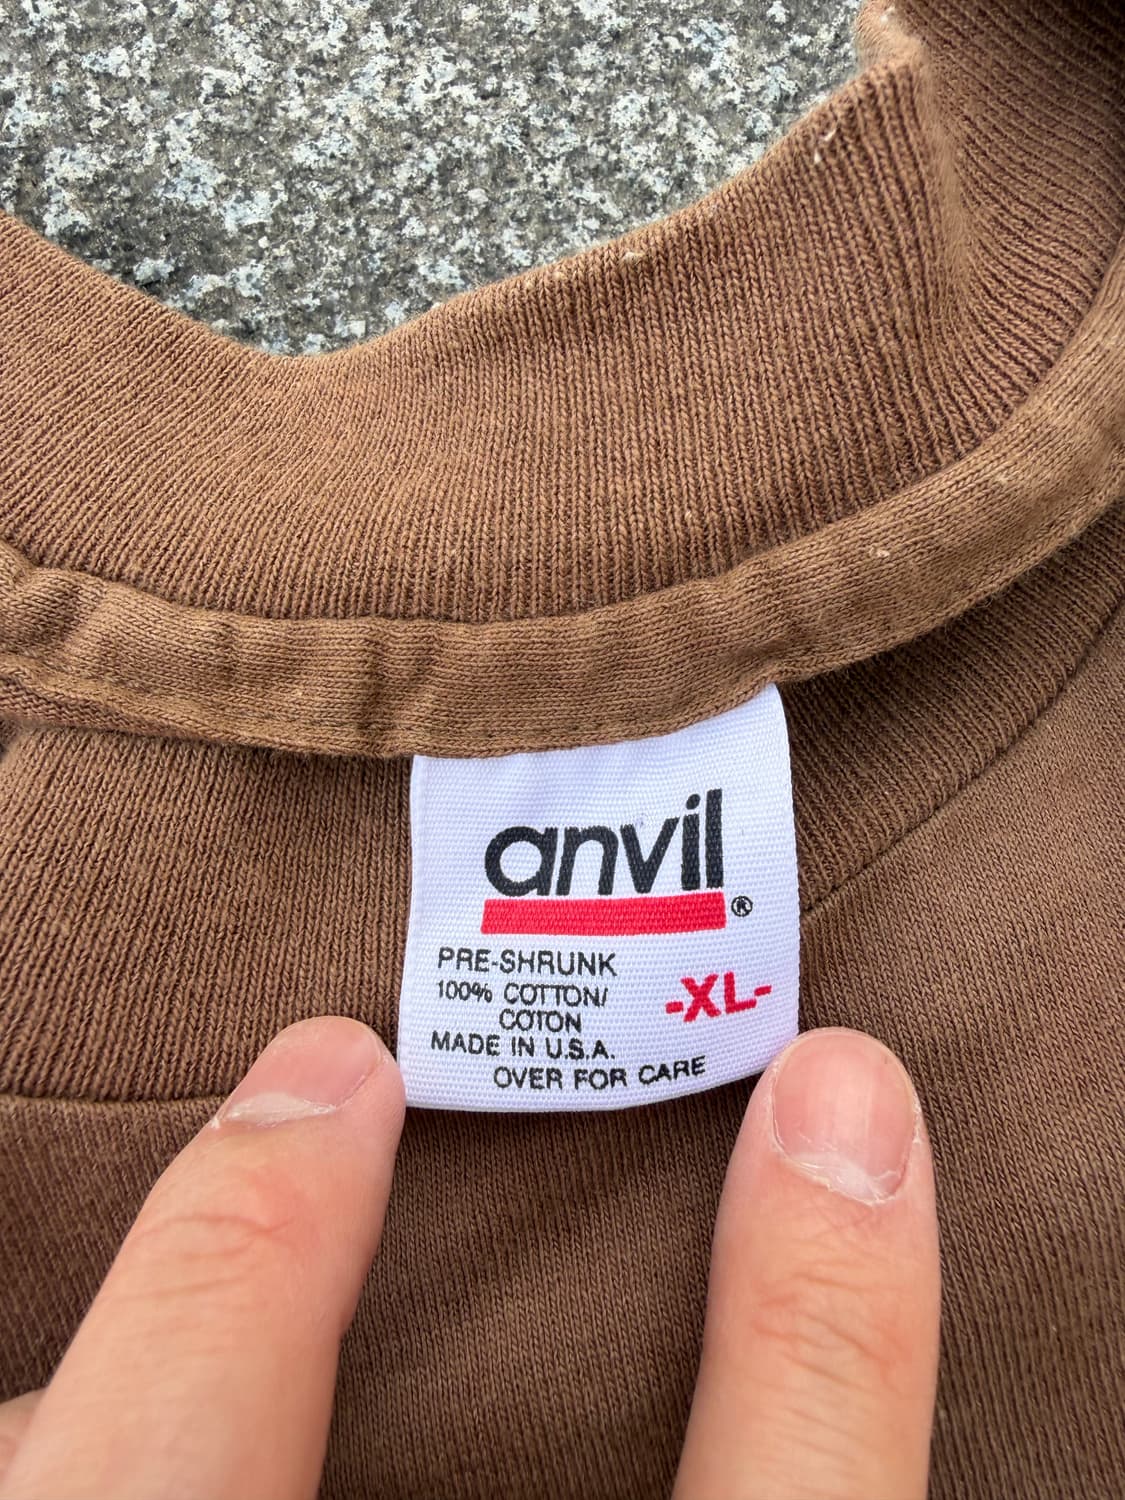 anvil®
PRE-SHRUNK
100% COTTON/
COTON
-XL-
MADE IN U.S.A.
OVER FOR CARE